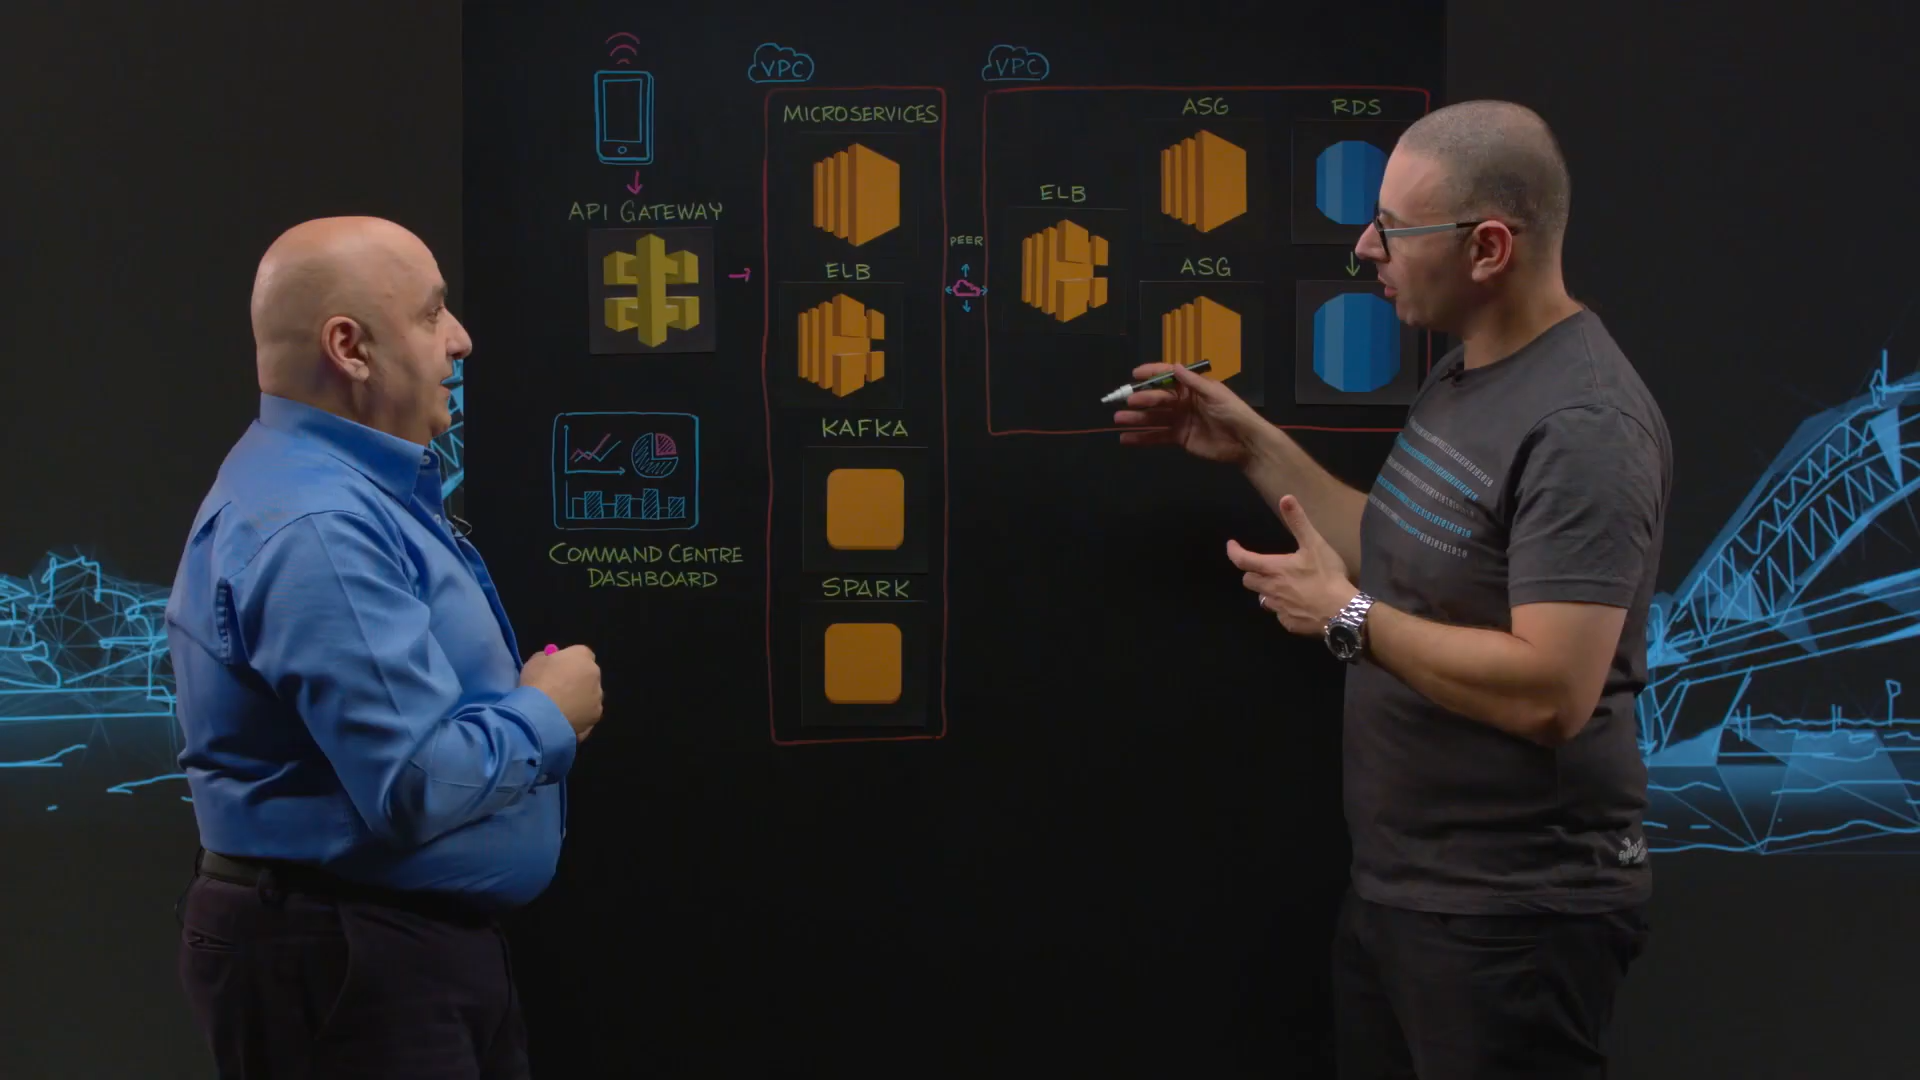 VPC
VPC
MICROSERVICES
ASG
RDS
ELB
API GATEWAY
PEER
ELB
ASG
KAFKA
COMMAND CENTRE
DASHBOARD
SPARK